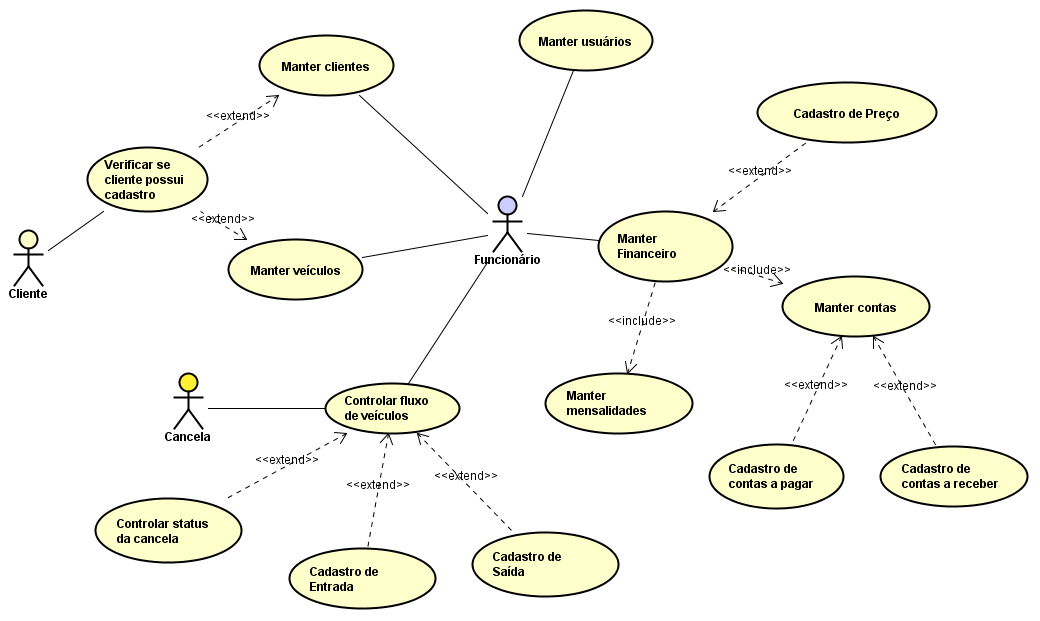 Manter usuários
Manter clientes
<<extend>>
Cadastro de Preço
Verificar se
cliente possui
cadastro
<<extend>>
<<extend>>
Manter
Financeiro
Funcionário
Manter veículos
<<include>>
Cliente
Manter contas
<<include>>
Controlar fluxo
de veículos
Manter
mensalidades
<<extend>>
<<extend>>
Cancela
<<extend>>
<<extend>>
<<extend>>
Cadastro de
contas a pagar
Cadastro de
contas a receber
Controlar status
da cancela
Cadastro de
Entrada
Cadastro de
Saída